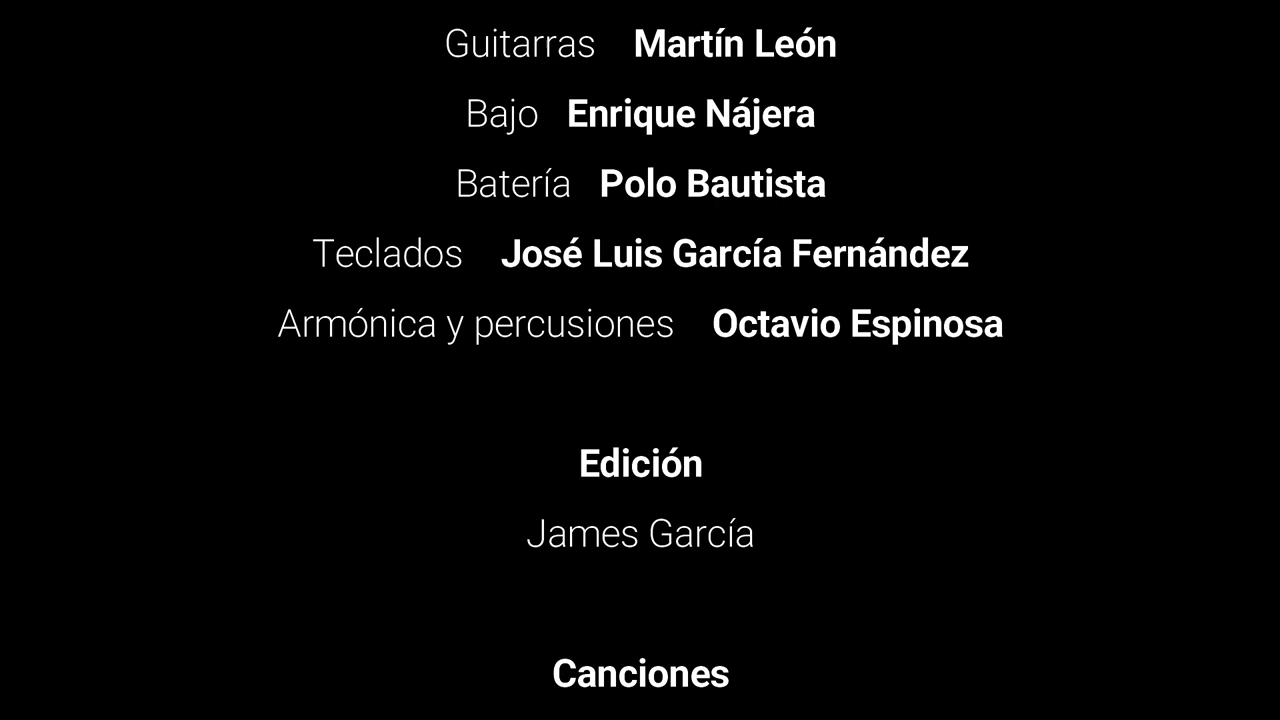 Guitarras Martín León
Bajo Enrique Nájera
Batería Polo Bautista
Teclados José Luis García Fernández
Armónica y percusiones Octavio Espinosa
Edición
James García
Canciones